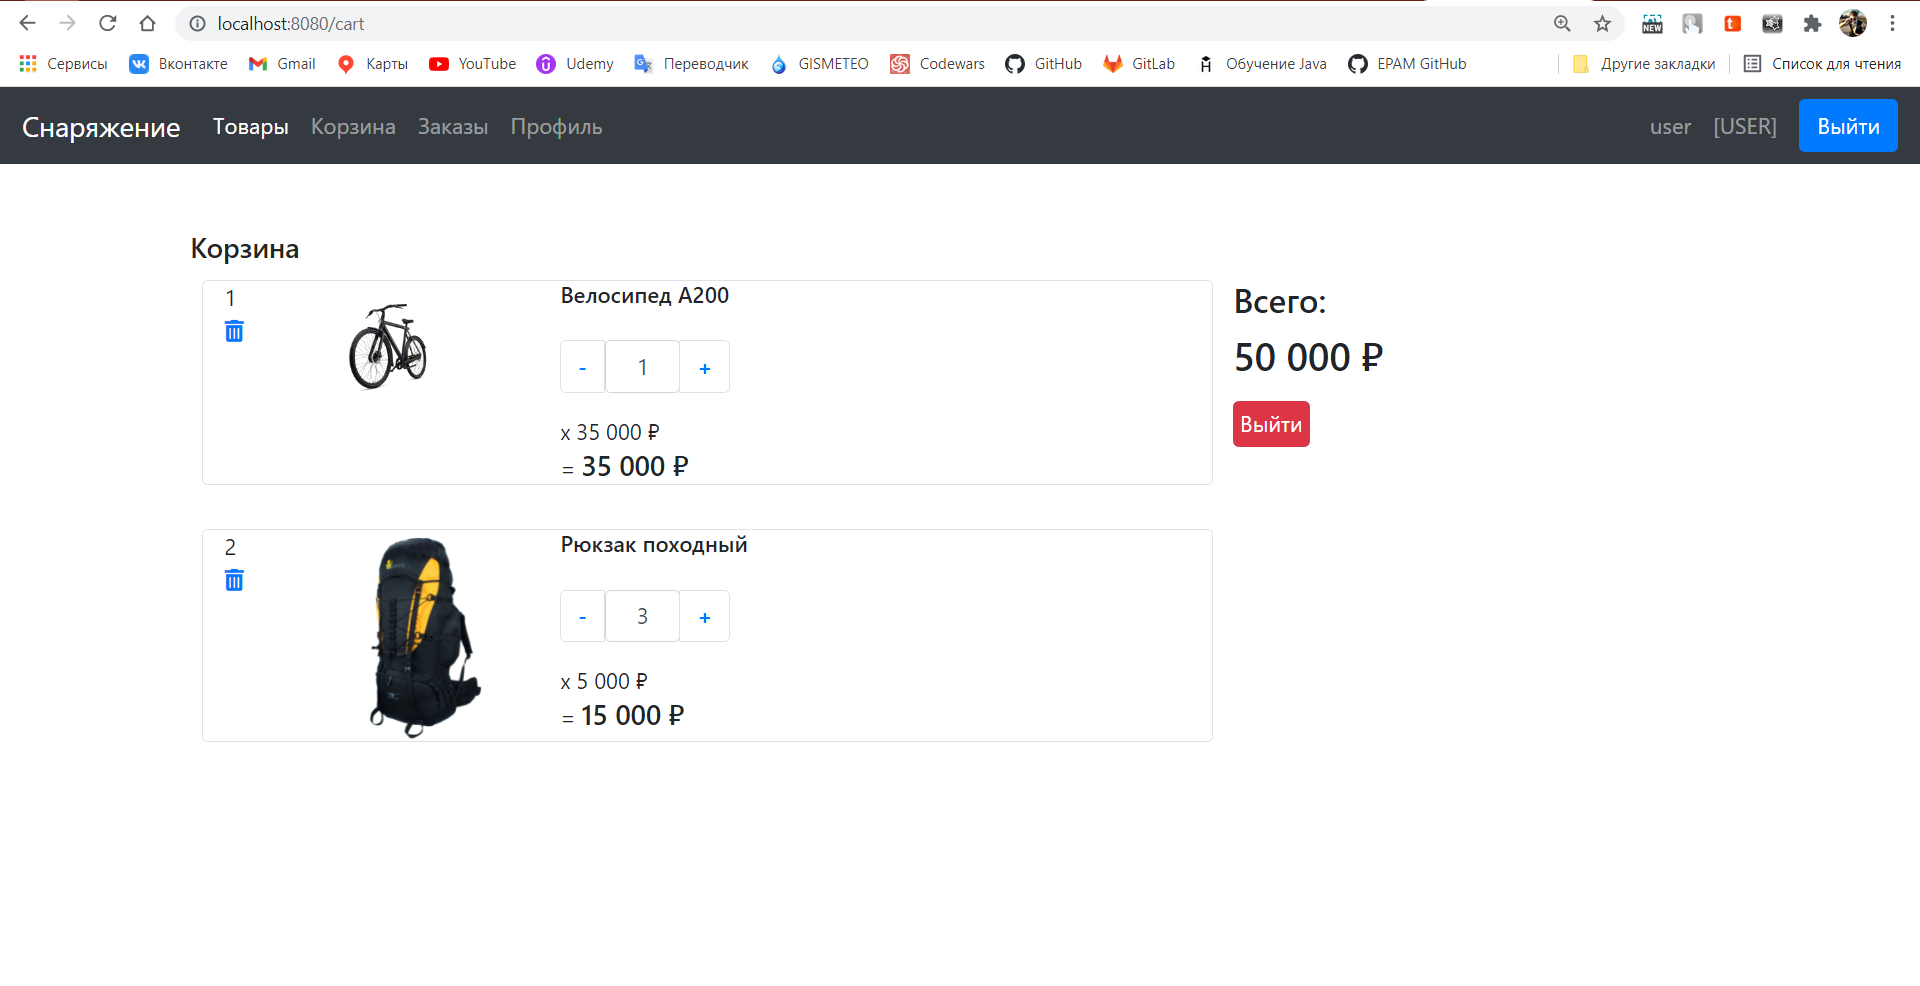 localhost:8080/cart
NEW
t
Сервисы Вконтакте Gmail Карты YouTube Udemy Переводчик GISMETEO Codewars GitHub GitLab Обучение Java EPAM GitHub Другие закладки Список для чтения
Снаряжение Товары Корзина Заказы Профиль user [USER] Выйти
Корзина
1
Велосипед А200
- 1 +
x 35 000 ₽
= 35 000 ₽
Всего:
50 000 ₽
Выйти
2
Рюкзак походный
- 3 +
x 5 000 ₽
= 15 000 ₽